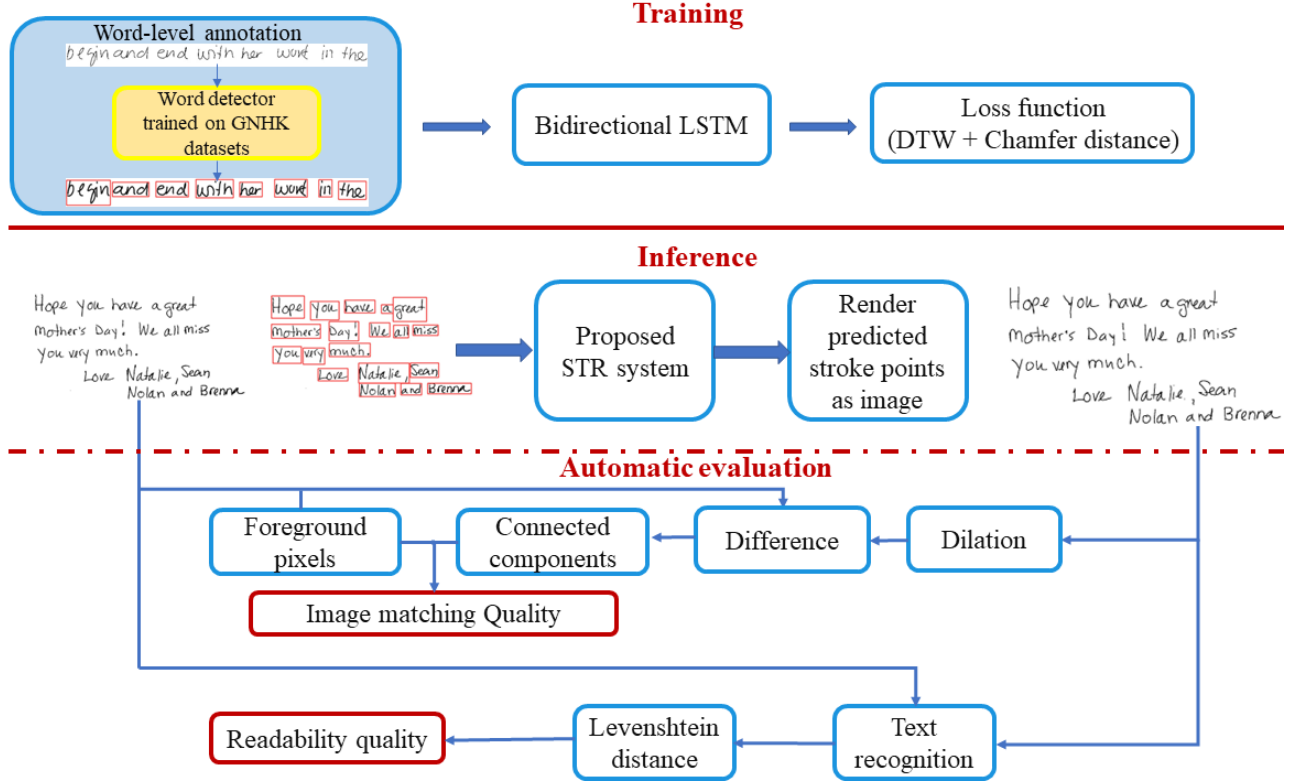 Training
Word-level annotation
begin and end with her work in the
Word detector
trained on GNHK
datasets
begin and end with her work in the
Bidirectional LSTM
Loss function
(DTW + Chamfer distance)
Inference
Hope you have a great
Mother's Day! We all miss
you very much.
Love Natalie, Sean
Nolan and Brenna
Hope you have a great
Mother's Day! We all miss
you very much.
Love Natalie, Sean
Nolan and Brenna
Proposed
STR system
Render
predicted
stroke points
as image
Hope you have a great
Mother's Day! We all miss
you very much.
Love Natalie, Sean
Nolan and Brenna
Automatic evaluation
Foreground
pixels
Connected
components
Difference
Dilation
Image matching Quality
Readability quality
Levenshtein
distance
Text
recognition